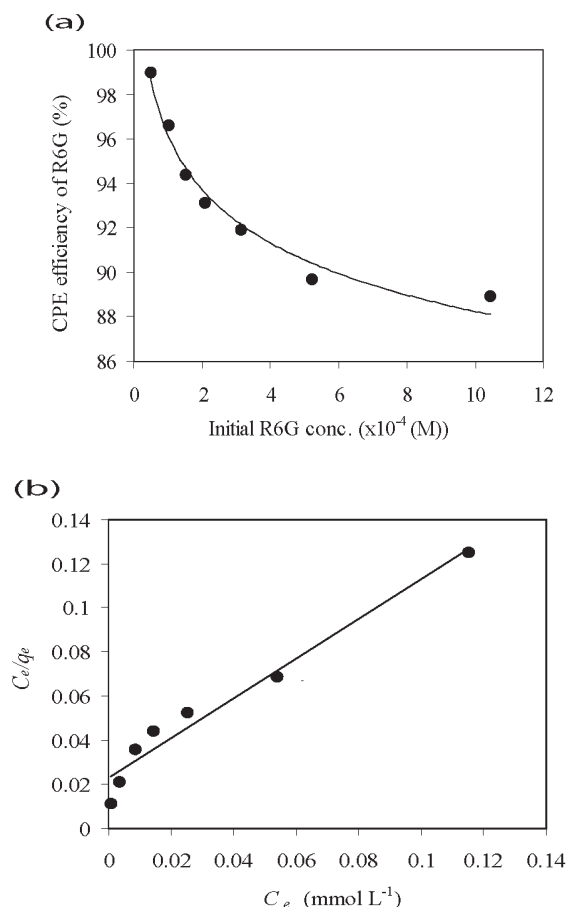 (a)
CPE efficiency of R6G (%)
100
98
96
94
92
90
88
86
0 2 4 6 8 10 12
Initial R6G conc. (x10⁻⁴ (M))
(b)
Cₑ/qₑ
0.14
0.12
0.1
0.08
0.06
0.04
0.02
0
0 0.02 0.04 0.06 0.08 0.1 0.12 0.14
Cₑ (mmol L⁻¹)